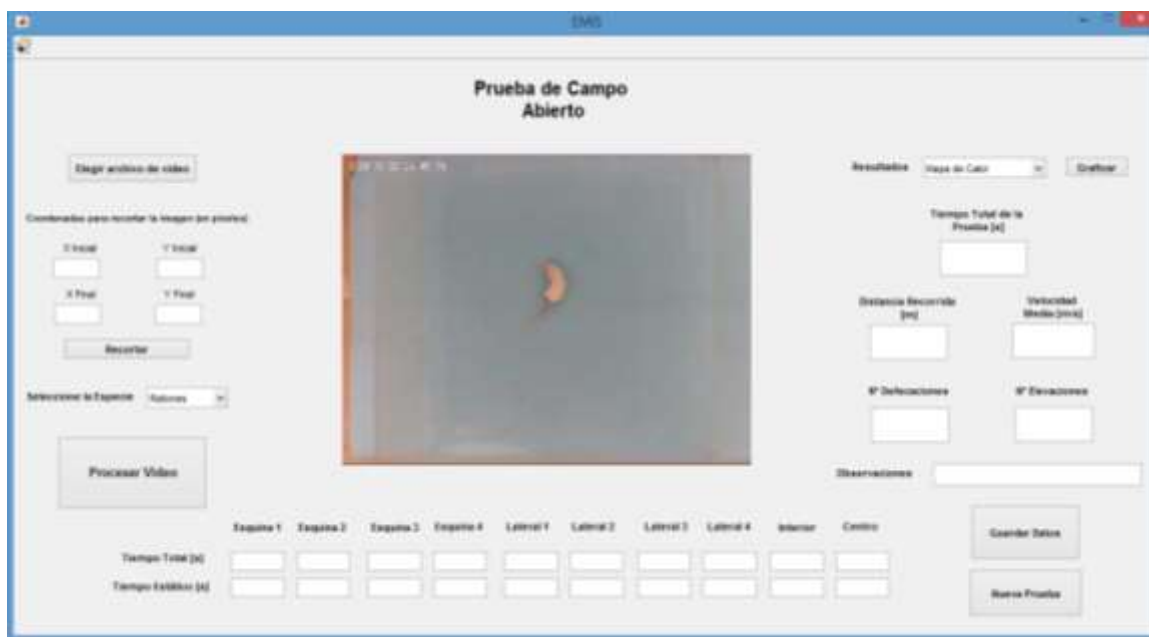 EMIS
Prueba de Campo
Abierto
Elegir archivo de video
Coordenadas para recortar la imagen (en pixeles)
X Inicial
Y Inicial
X Final
Y Final
Recortar
Seleccione la Especie
Ratones
Procesar Video
Resultados
Mapa de Calor
Graficar
Tiempo Total de la
Prueba [s]
Distancia Recorrida
[m]
Velocidad
Media [m/s]
N° Defecaciones
N° Elevaciones
Observaciones
Esquina 1
Esquina 2
Esquina 3
Esquina 4
Lateral 1
Lateral 2
Lateral 3
Lateral 4
Interior
Centro
Tiempo Total [s]
Tiempo Estático [s]
Guardar Datos
Nueva Prueba